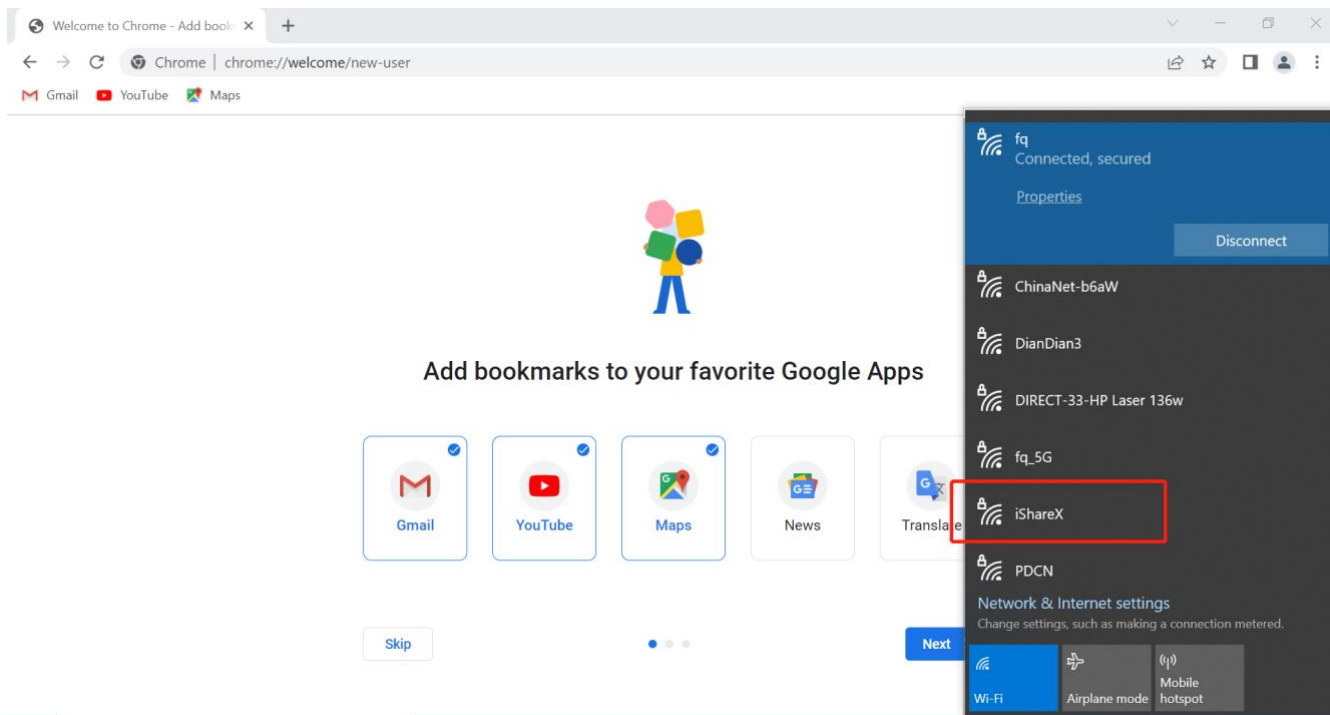 Welcome to Chrome - Add book
Chrome | chrome://welcome/new-user
Gmail YouTube Maps
Add bookmarks to your favorite Google Apps
Gmail YouTube Maps News Translate
Skip
Next
fq
Connected, secured
Properties
Disconnect
ChinaNet-b6aW
DianDian3
DIRECT-33-HP Laser 136w
fq_5G
iShareX
PDCN
Network & Internet settings
Change settings, such as making a connection metered.
Wi-Fi
Airplane mode
Mobile
hotspot